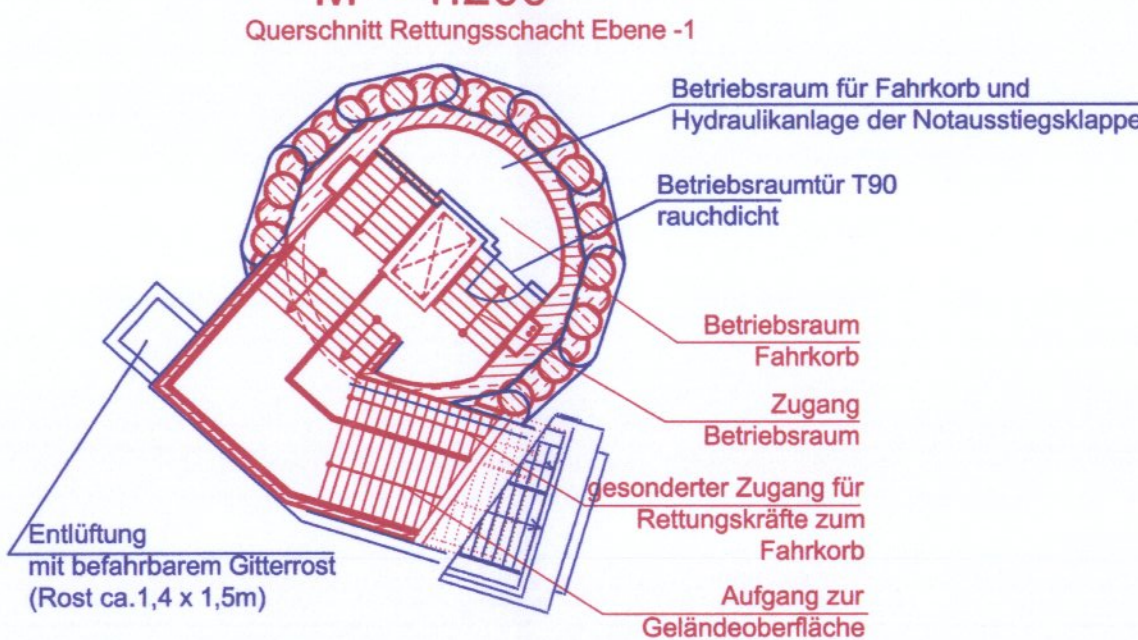 Querschnitt Rettungsschacht Ebene -1
Betriebsraum für Fahrkorb und
Hydraulikanlage der Notausstiegsklappe
Betriebsraumtür T90
rauchdicht
Betriebsraum
Fahrkorb
Zugang
Betriebsraum
gesonderter Zugang für
Rettungskräfte zum
Fahrkorb
Aufgang zur
Geländeoberfläche
Entlüftung
mit befahrbarem Gitterrost
(Rost ca.1,4 x 1,5m)